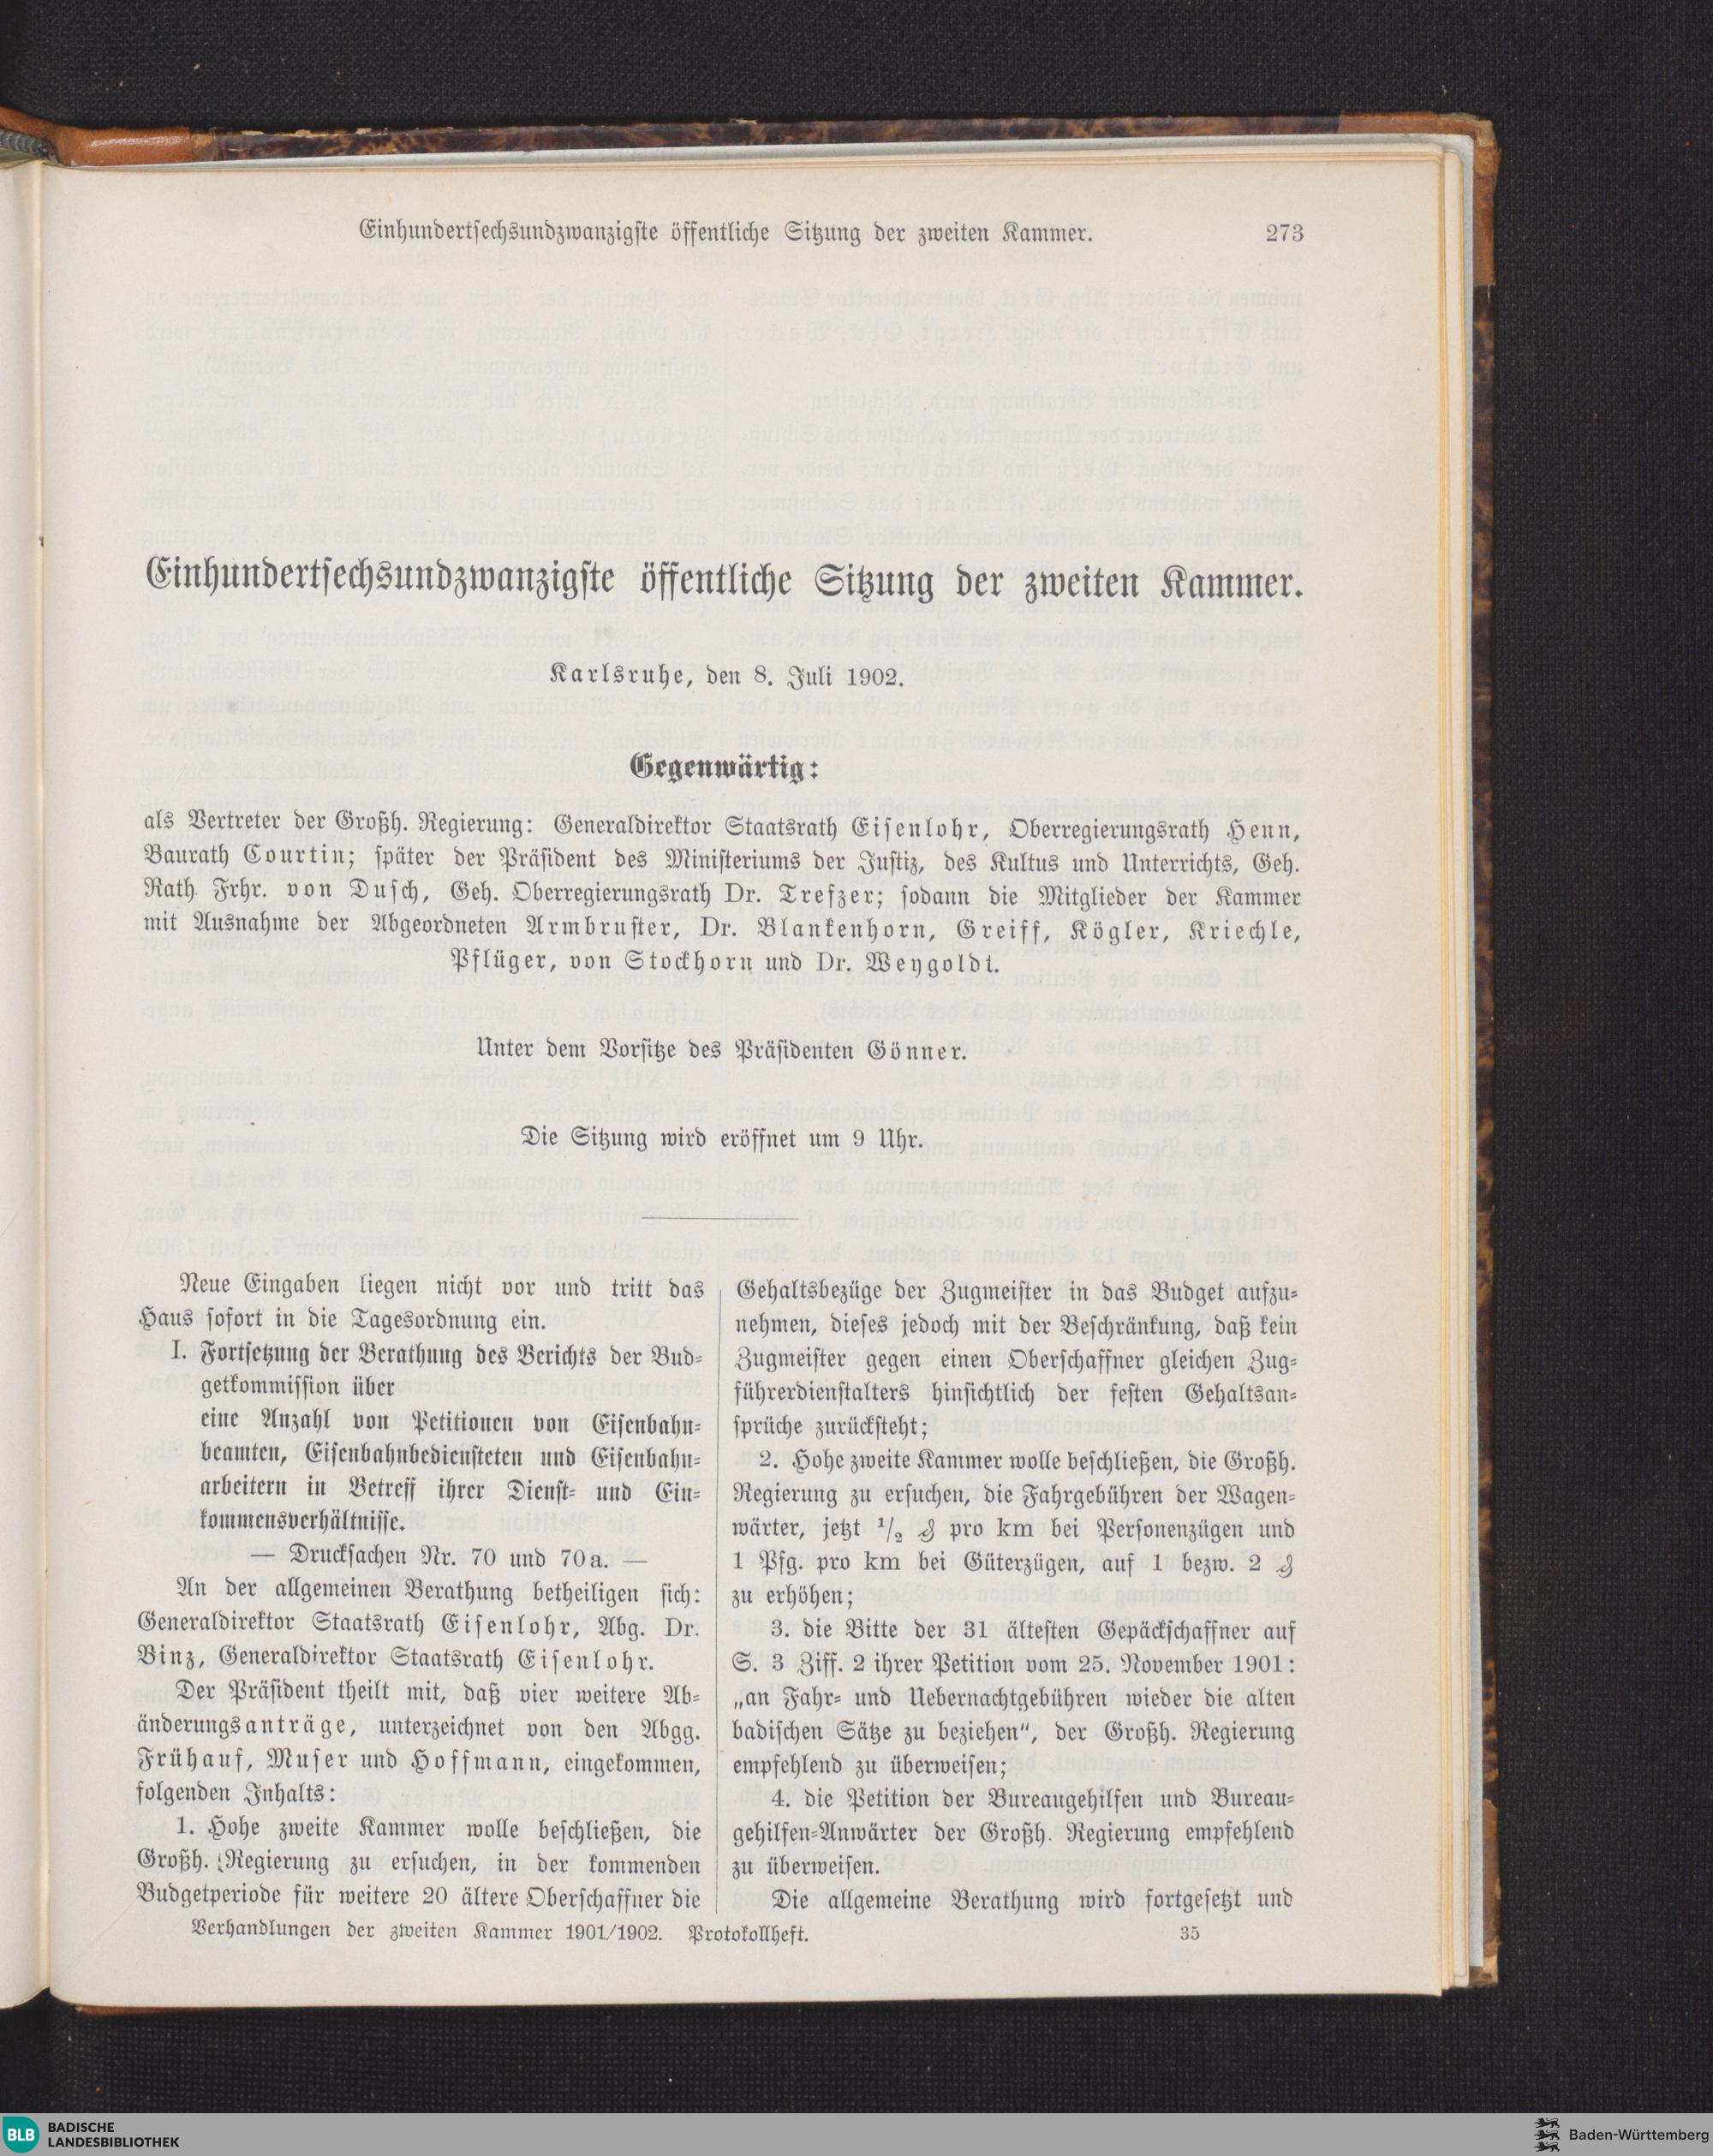 Einhundertsechsundzwanzigste öffentliche Sitzung der zweiten Kammer. 273
Einhundertsechsundzwanzigste öffentliche Sitzung der zweiten Kammer.
Karlsruhe, den 8. Juli 1902.
Gegenwärtig:
als Vertreter der Großh. Regierung: Generaldirektor Staatsrath Eisenlohr, Oberregierungsrath Henn,
Baurath Courtin; später der Präsident des Ministeriums der Justiz, des Kultus und Unterrichts, Geh.
Rath Frhr. von Dusch, Geh. Oberregierungsrath Dr. Trefzer; sodann die Mitglieder der Kammer
mit Ausnahme der Abgeordneten Armbruster, Dr. Blankenhorn, Greiff, Kögler, Kriechle,
Pflüger, von Stockhorn und Dr. Weygoldt.
Unter dem Vorsitze des Präsidenten Gönner.
Die Sitzung wird eröffnet um 9 Uhr.
Neue Eingaben liegen nicht vor und tritt das
Haus sofort in die Tagesordnung ein.
I. Fortsetzung der Berathung des Berichts der Bud-
getkommission über
eine Anzahl von Petitionen von Eisenbahn-
beamten, Eisenbahnbediensteten und Eisenbahn-
arbeitern in Betreff ihrer Dienst- und Ein-
kommensverhältnisse.
— Drucksachen Nr. 70 und 70a. —
An der allgemeinen Berathung betheiligen sich:
Generaldirektor Staatsrath Eisenlohr, Abg. Dr.
Binz, Generaldirektor Staatsrath Eisenlohr.
Der Präsident theilt mit, daß vier weitere Ab-
änderungsanträge, unterzeichnet von den Abgg.
Frühauf, Muser und Hoffmann, eingekommen,
folgenden Inhalts:
1. Hohe zweite Kammer wolle beschließen, die
Großh. Regierung zu ersuchen, in der kommenden
Budgetperiode für weitere 20 ältere Oberschaffner die
Gehaltsbezüge der Zugmeister in das Budget aufzu-
nehmen, dieses jedoch mit der Beschränkung, daß kein
Zugmeister gegen einen Oberschaffner gleichen Zug-
führerdienstalters hinsichtlich der festen Gehaltsan-
sprüche zurücksteht;
2. Hohe zweite Kammer wolle beschließen, die Großh.
Regierung zu ersuchen, die Fahrgebühren der Wagen-
wärter, jetzt 1/2 ₰ pro km bei Personenzügen und
1 Pfg. pro km bei Güterzügen, auf 1 bezw. 2 ₰
zu erhöhen;
3. die Bitte der 31 ältesten Gepäckschaffner auf
S. 3 Ziff. 2 ihrer Petition vom 25. November 1901:
„an Fahr- und Uebernachtgebühren wieder die alten
badischen Sätze zu beziehen“, der Großh. Regierung
empfehlend zu überweisen;
4. die Petition der Bureaugehilfen und Bureau-
gehilfen-Anwärter der Großh. Regierung empfehlend
zu überweisen.
Die allgemeine Berathung wird fortgesetzt und
Verhandlungen der zweiten Kammer 1901/1902. Protokollheft. 35
BLB BADISCHE
LANDESBIBLIOTHEK
Baden-Württemberg